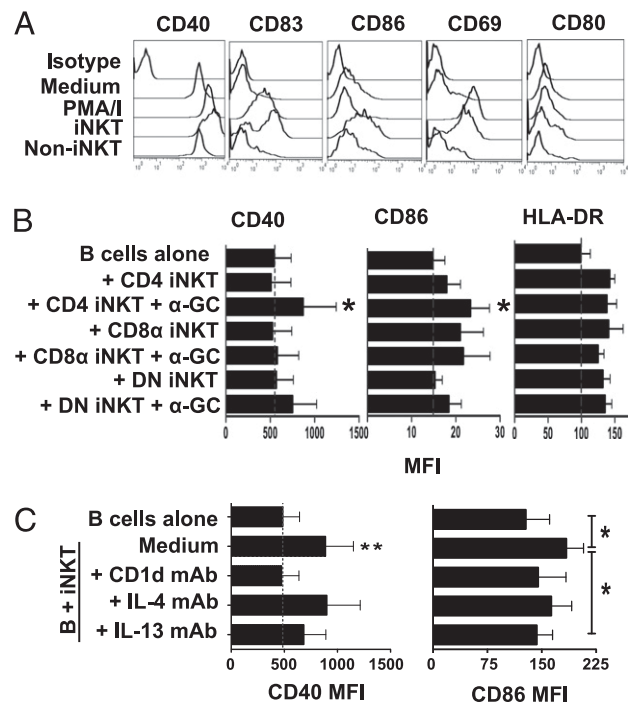 A
CD40 CD83 CD86 CD69 CD80
Isotype
Medium
PMA/I
iNKT
Non-iNKT
B
CD40 CD86 HLA-DR
B cells alone
+ CD4 iNKT
+ CD4 iNKT + α-GC
*
*
+ CD8α iNKT
+ CD8α iNKT + α-GC
+ DN iNKT
+ DN iNKT + α-GC
0 500 1000 1500 0 10 20 30 0 50 100 150
MFI
C
B + iNKT
B cells alone
Medium
**
*
+ CD1d mAb
+ IL-4 mAb
*
+ IL-13 mAb
0 500 1000 1500 0 75 150 225
CD40 MFI CD86 MFI